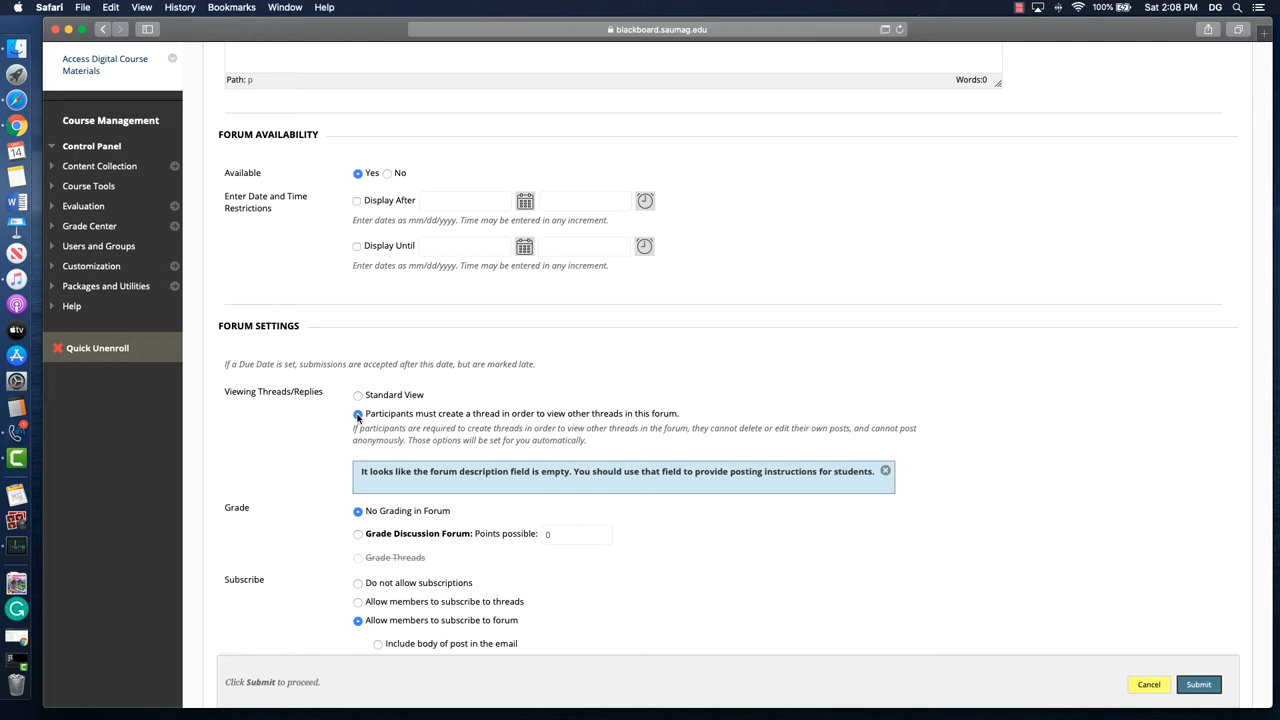 Safari File Edit View History Bookmarks Window Help
100% Sat 2:08 PM
blackboard.saumag.edu
Access Digital Course
Materials
Path: p
Words:0
Course Management
Control Panel
Content Collection
Course Tools
Evaluation
Grade Center
Users and Groups
Customization
Packages and Utilities
Help
Quick Unenroll
FORUM AVAILABILITY
Available Yes No
Enter Date and Time
Restrictions
Display After
Enter dates as mm/dd/yyyy. Time may be entered in any increment.
Display Until
Enter dates as mm/dd/yyyy. Time may be entered in any increment.
FORUM SETTINGS
If a Due Date is set, submissions are accepted after this date, but are marked late.
Viewing Threads/Replies
Standard View
Participants must create a thread in order to view other threads in this forum.
If participants are required to create threads in order to view other threads in the forum, they cannot delete or edit their own posts, and cannot post
anonymously. Those options will be set for you automatically.
It looks like the forum description field is empty. You should use that field to provide posting instructions for students.
Grade
No Grading in Forum
Grade Discussion Forum: Points possible: 0
Grade Threads
Subscribe
Do not allow subscriptions
Allow members to subscribe to threads
Allow members to subscribe to forum
Include body of post in the email
Click Submit to proceed.
Cancel Submit